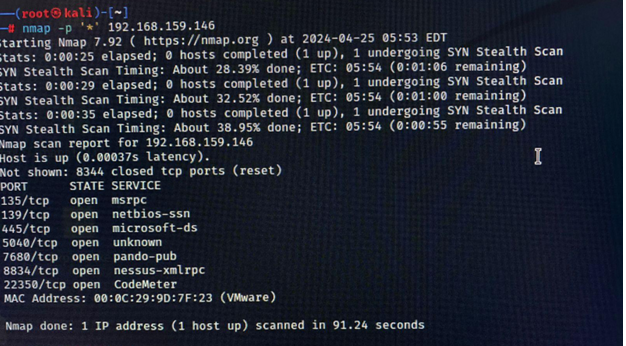 (root㉿kali)-[~]
# nmap -p '*' 192.168.159.146
Starting Nmap 7.92 ( https://nmap.org ) at 2024-04-25 05:53 EDT
Stats: 0:00:25 elapsed; 0 hosts completed (1 up), 1 undergoing SYN Stealth Scan
SYN Stealth Scan Timing: About 28.39% done; ETC: 05:54 (0:01:06 remaining)
Stats: 0:00:29 elapsed; 0 hosts completed (1 up), 1 undergoing SYN Stealth Scan
SYN Stealth Scan Timing: About 32.52% done; ETC: 05:54 (0:01:00 remaining)
Stats: 0:00:35 elapsed; 0 hosts completed (1 up), 1 undergoing SYN Stealth Scan
SYN Stealth Scan Timing: About 38.95% done; ETC: 05:54 (0:00:55 remaining)
Nmap scan report for 192.168.159.146
Host is up (0.00037s latency).
Not shown: 8344 closed tcp ports (reset)
PORT STATE SERVICE
135/tcp open msrpc
139/tcp open netbios-ssn
445/tcp open microsoft-ds
5040/tcp open unknown
7680/tcp open pando-pub
8834/tcp open nessus-xmlrpc
22350/tcp open CodeMeter
MAC Address: 00:0C:29:9D:7F:23 (VMware)
Nmap done: 1 IP address (1 host up) scanned in 91.24 seconds